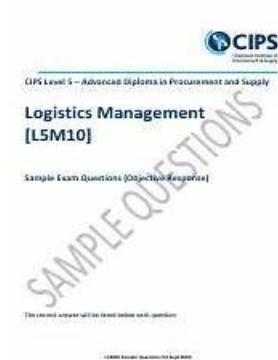 CIPS
CIPS Level 5 – Advanced Diploma in Procurement and Supply
Logistics Management
[L5M10]
Sample Exam Questions (Objective Response)
SAMPLE QUESTIONS
The correct answer will be listed below each question